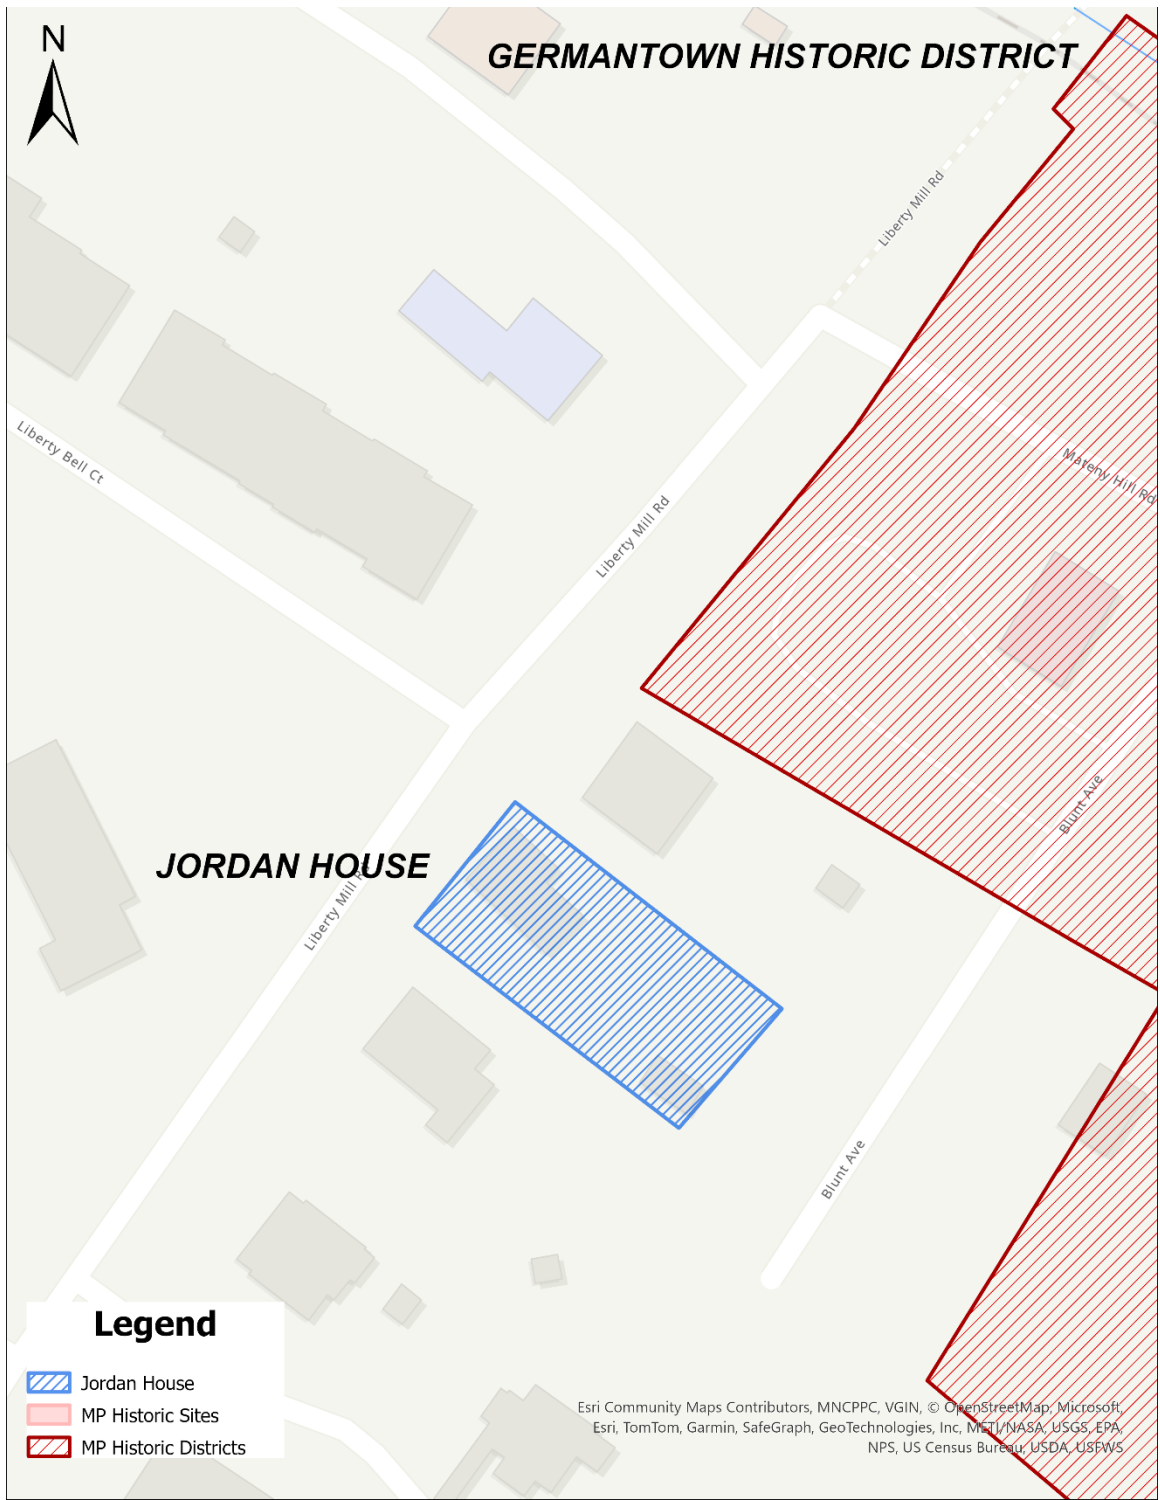 N
GERMANTOWN HISTORIC DISTRICT
Liberty Mill Rd
Liberty Bell Ct
Mateny Hill Rd
Liberty Mill Rd
Blunt Ave
JORDAN HOUSE
Liberty Mill Rd
Blunt Ave
Legend
Jordan House
MP Historic Sites
MP Historic Districts
Esri Community Maps Contributors, MNCPPC, VGIN, © OpenStreetMap, Microsoft,
Esri, TomTom, Garmin, SafeGraph, GeoTechnologies, Inc, METI/NASA, USGS, EPA,
NPS, US Census Bureau, USDA, USFWS